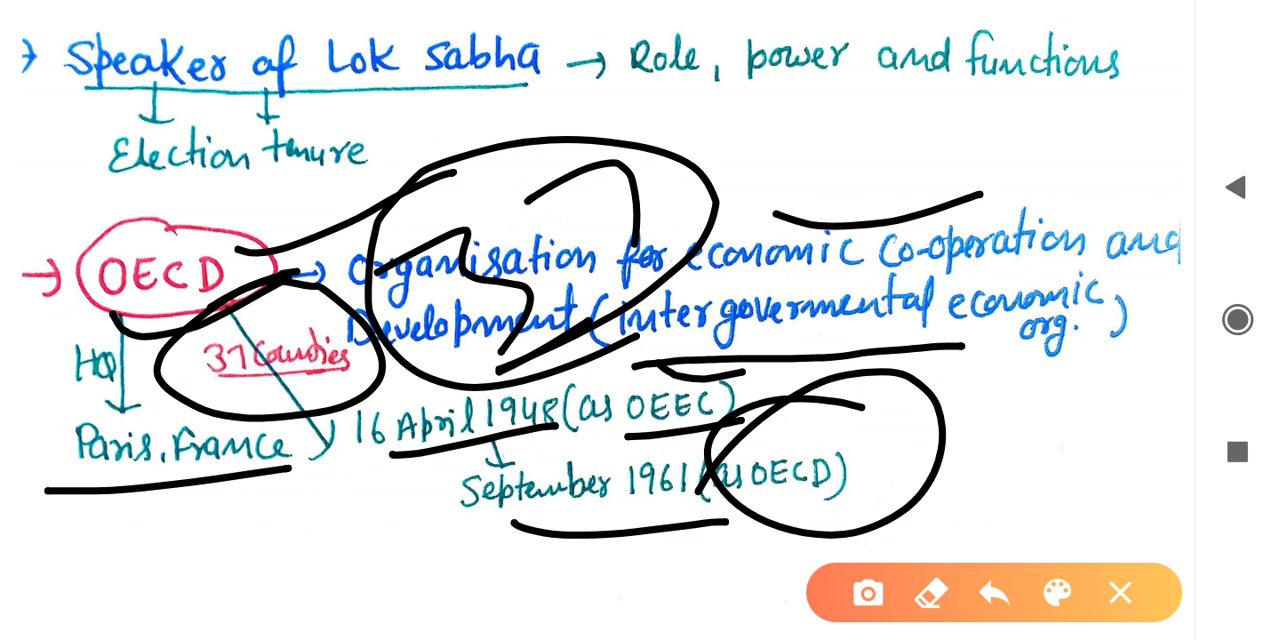 → Speaker of Lok Sabha → Role, power and functions
Election tenure
→ OECD → Organisation for economic Co-operation and
Development (intergovernmental economic
org.)
HQ
37 Countries
Paris, France
16 April 1948 (as OEEC)
September 1961 (as OECD)